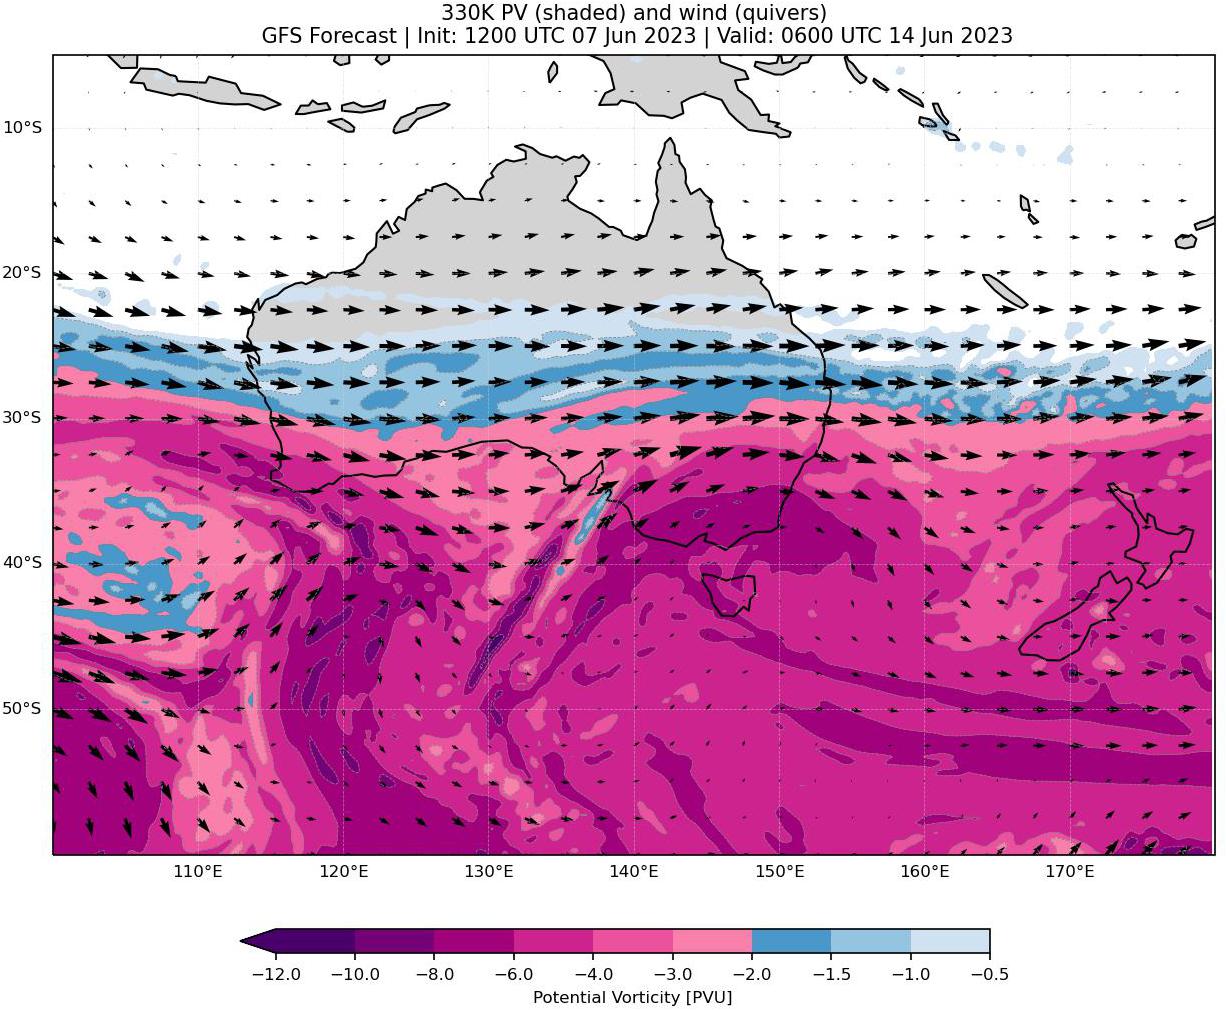 330K PV (shaded) and wind (quivers)
GFS Forecast | Init: 1200 UTC 07 Jun 2023 | Valid: 0600 UTC 14 Jun 2023
10°S
20°S
30°S
40°S
50°S
110°E 120°E 130°E 140°E 150°E 160°E 170°E
−12.0 −10.0 −8.0 −6.0 −4.0 −3.0 −2.0 −1.5 −1.0 −0.5
Potential Vorticity [PVU]